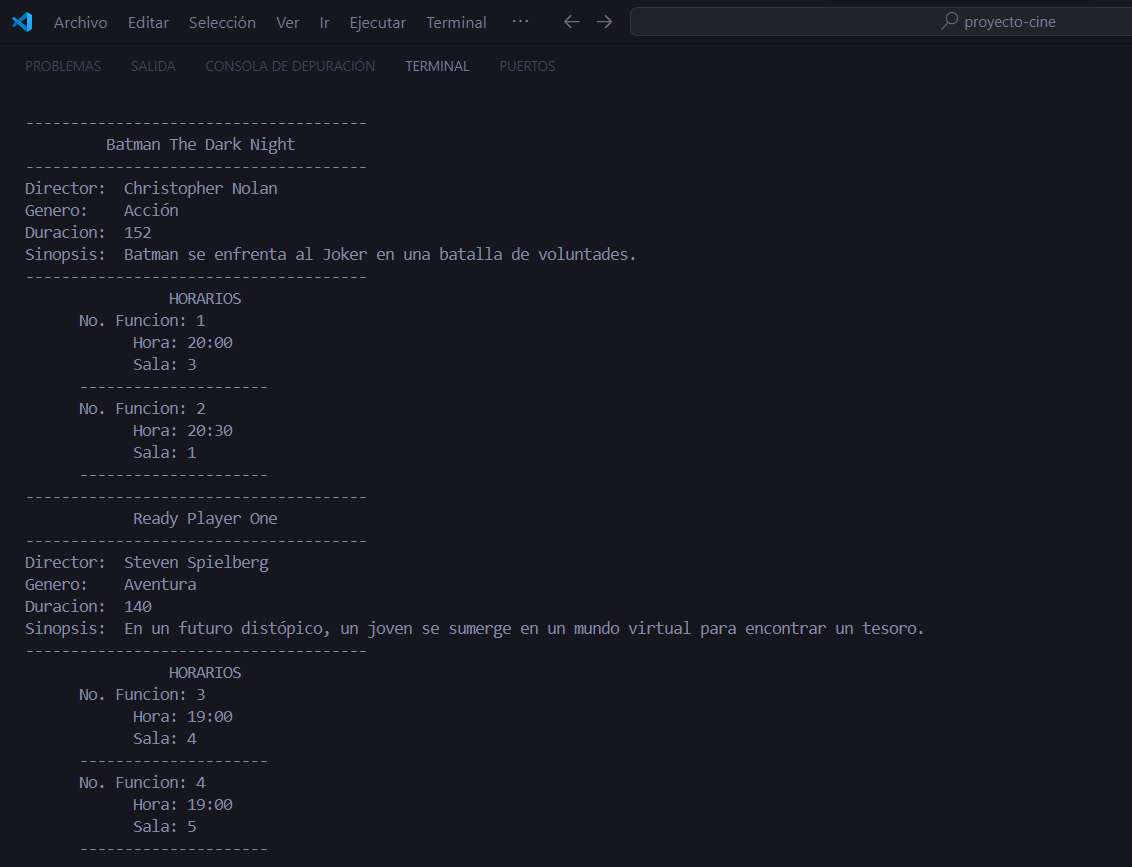 Archivo Editar Selección Ver Ir Ejecutar Terminal ··· proyecto-cine
PROBLEMAS SALIDA CONSOLA DE DEPURACIÓN TERMINAL PUERTOS
--------------------------------------
Batman The Dark Night
--------------------------------------
Director: Christopher Nolan
Genero: Acción
Duracion: 152
Sinopsis: Batman se enfrenta al Joker en una batalla de voluntades.
--------------------------------------
HORARIOS
No. Funcion: 1
Hora: 20:00
Sala: 3
---------------------
No. Funcion: 2
Hora: 20:30
Sala: 1
---------------------
--------------------------------------
Ready Player One
--------------------------------------
Director: Steven Spielberg
Genero: Aventura
Duracion: 140
Sinopsis: En un futuro distópico, un joven se sumerge en un mundo virtual para encontrar un tesoro.
--------------------------------------
HORARIOS
No. Funcion: 3
Hora: 19:00
Sala: 4
---------------------
No. Funcion: 4
Hora: 19:00
Sala: 5
---------------------